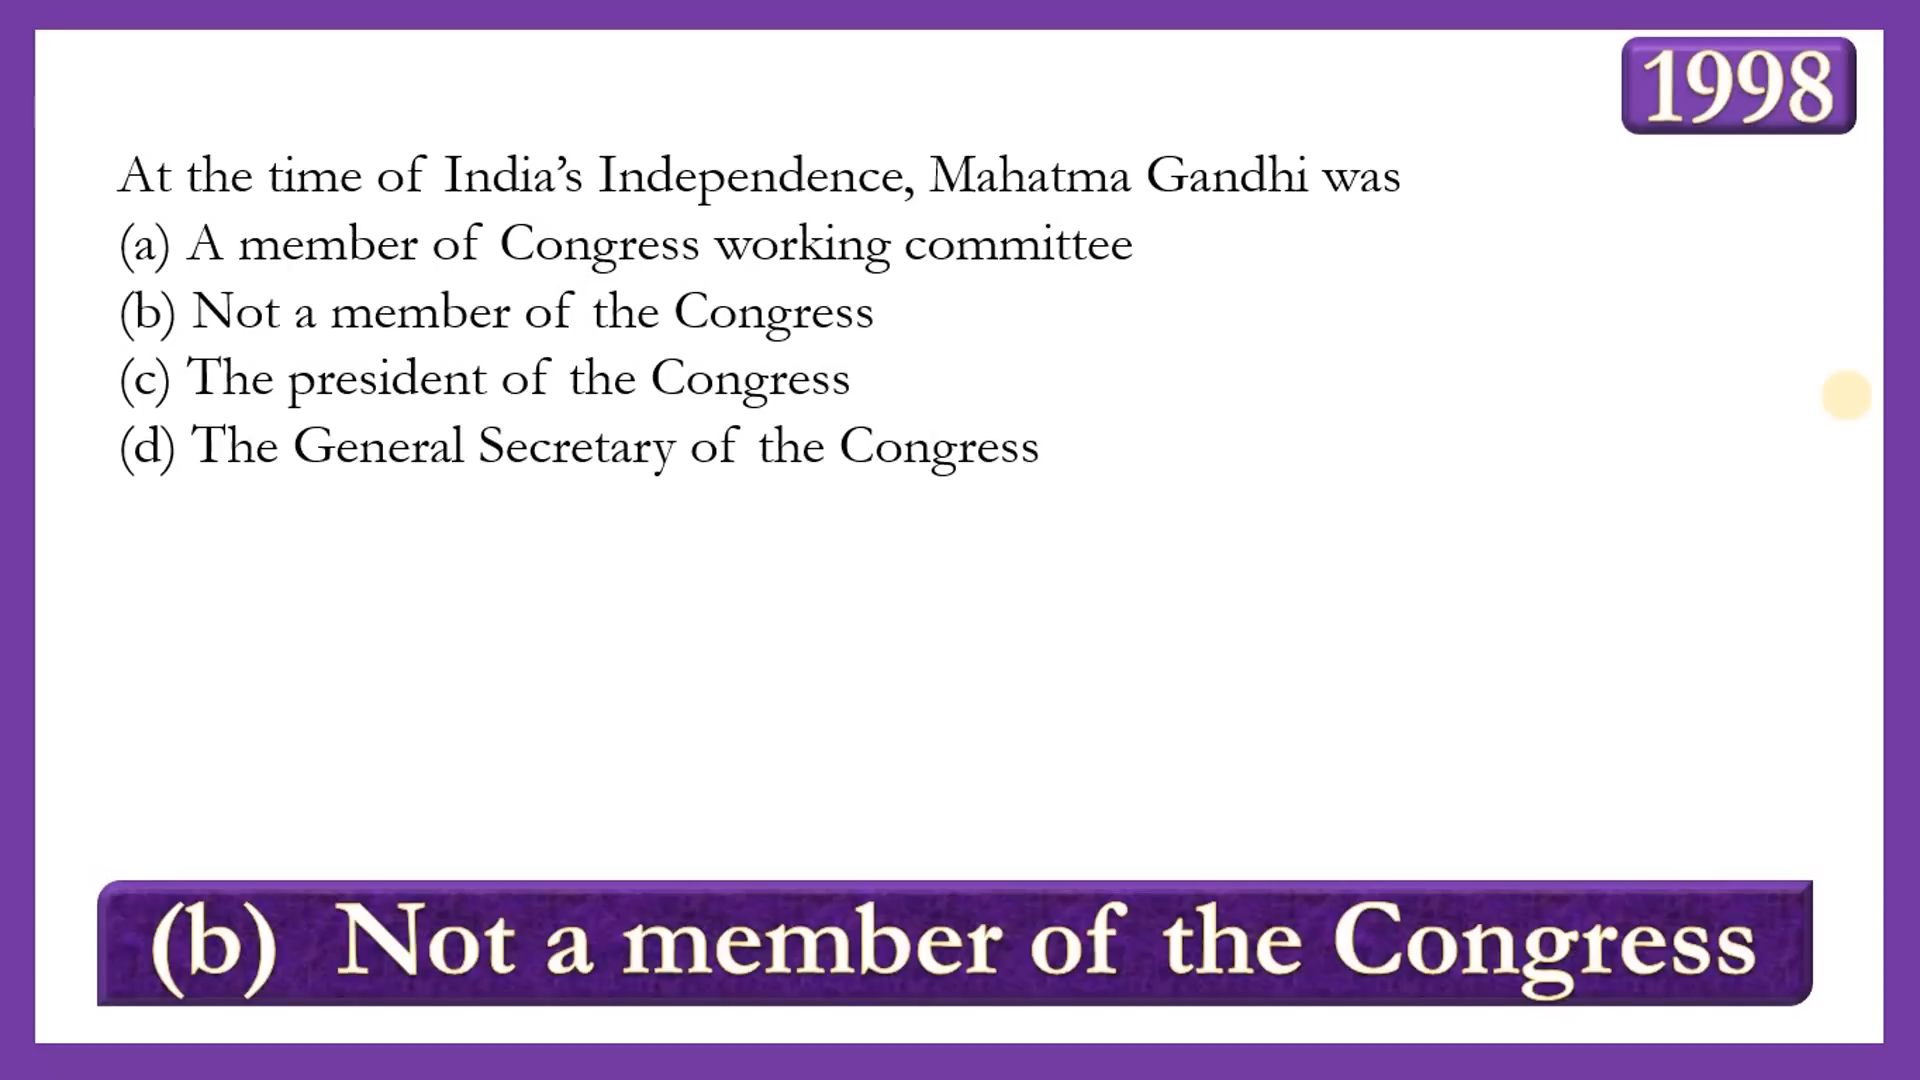 1998
At the time of India’s Independence, Mahatma Gandhi was
(a) A member of Congress working committee
(b) Not a member of the Congress
(c) The president of the Congress
(d) The General Secretary of the Congress
(b) Not a member of the Congress